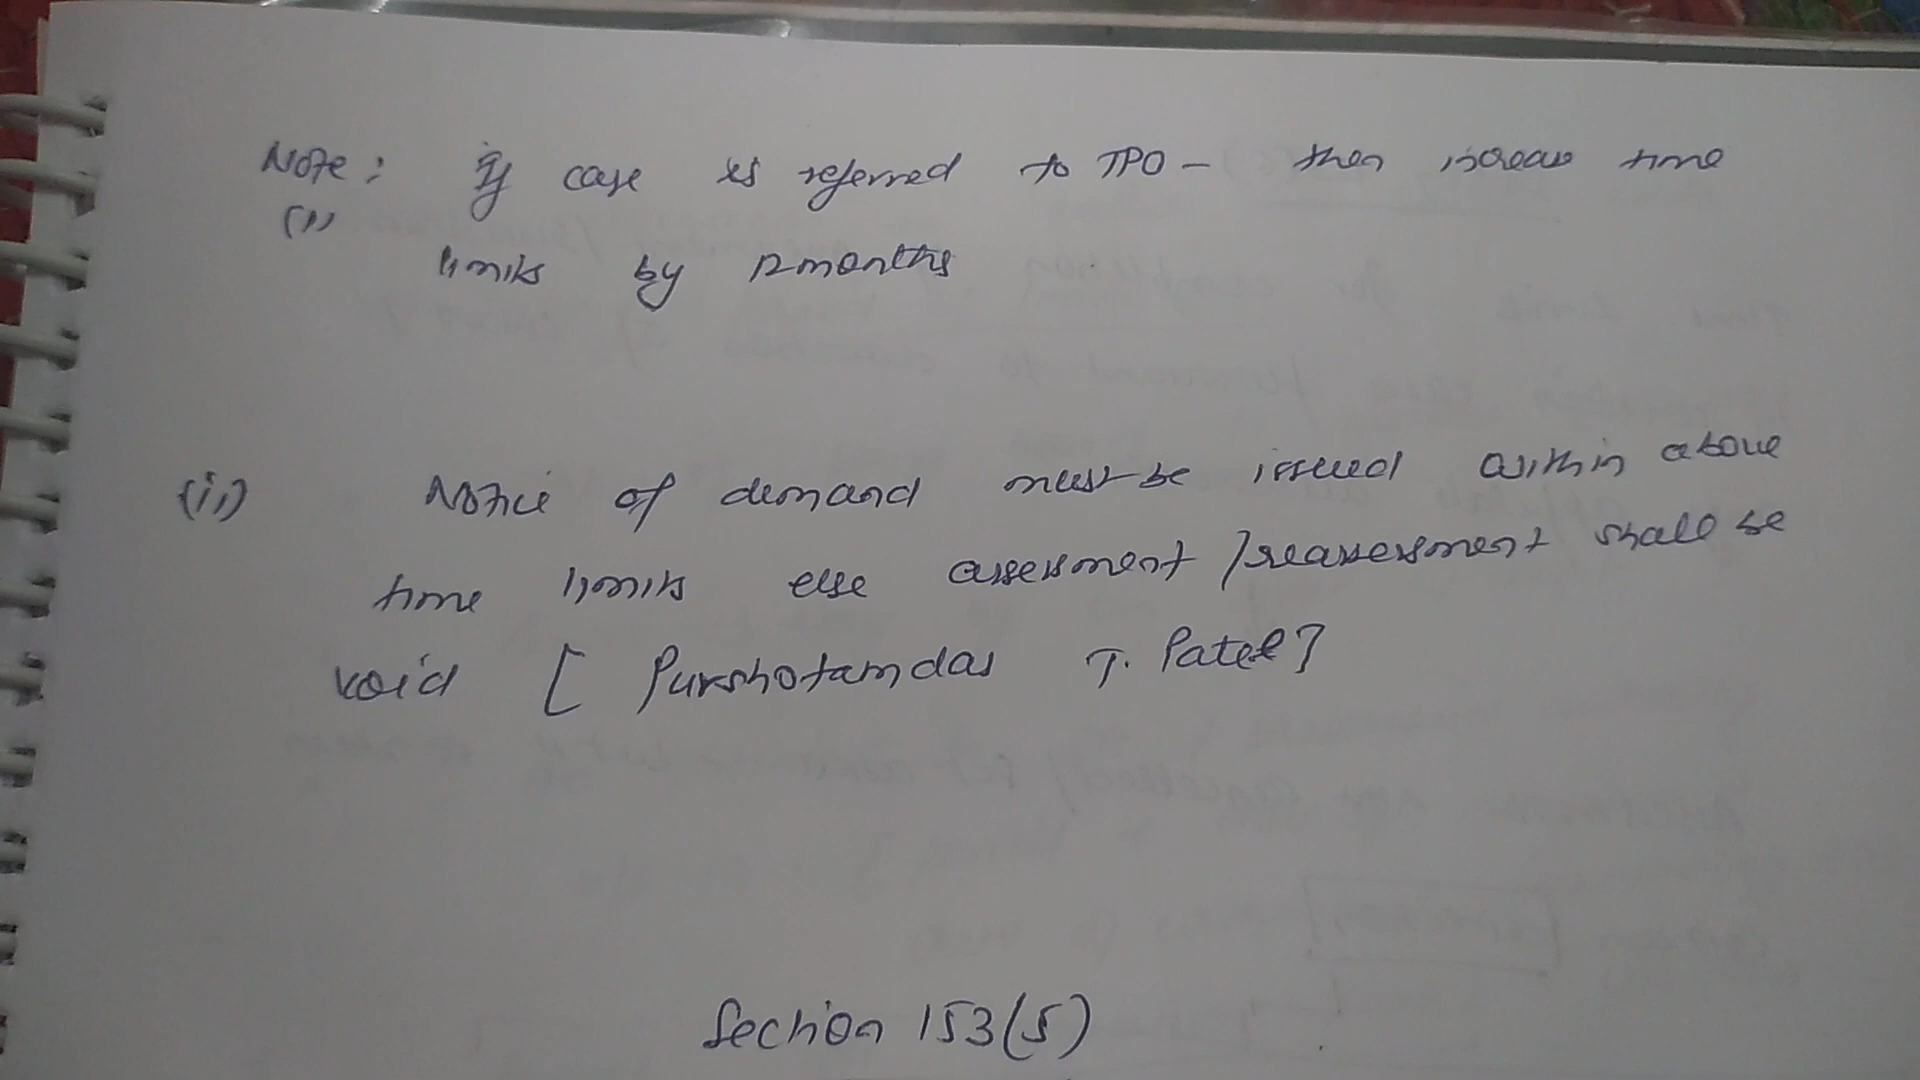 Note : If case is referred to TPO - then increase time
(i)
limits by 12 months
(ii) Notice of demand must be issued within above
time limits else assessment / reassessment shall be
void [ Purshotamdas T. Patel ]
Section 153(5)